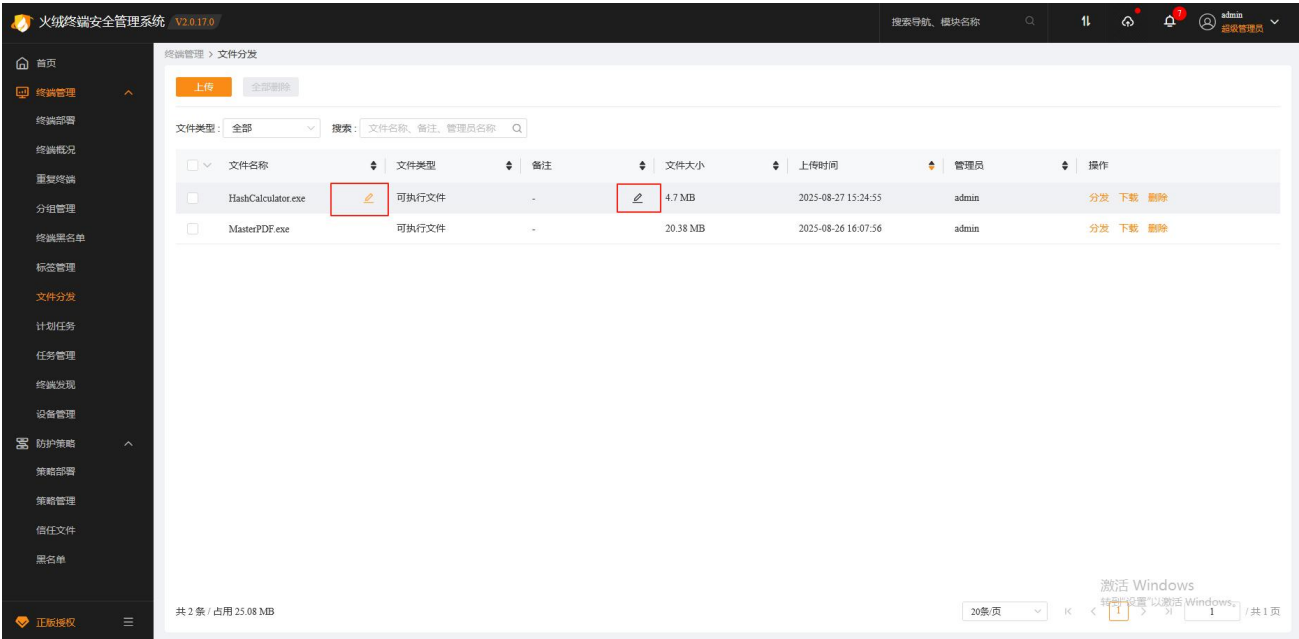 火绒终端安全管理系统 V2.0.17.0
搜索导航、模块名称
7
admin
超级管理员
首页
终端管理
终端部署
终端概况
重复终端
分组管理
终端黑名单
标签管理
文件分发
计划任务
任务管理
终端发现
设备管理
防护策略
策略部署
策略管理
信任文件
黑名单
正版授权
终端管理 > 文件分发
上传 全部删除
文件类型: 全部 搜索: 文件名称、备注、管理员名称
文件名称 文件类型 备注 文件大小 上传时间 管理员 操作
HashCalculator.exe 可执行文件 - 4.7 MB 2025-08-27 15:24:55 admin 分发 下载 删除
MasterPDF.exe 可执行文件 - 20.38 MB 2025-08-26 16:07:56 admin 分发 下载 删除
激活 Windows
转到"设置"以激活 Windows。
共 2 条 / 占用 25.08 MB 20条/页 1 1 / 共 1 页